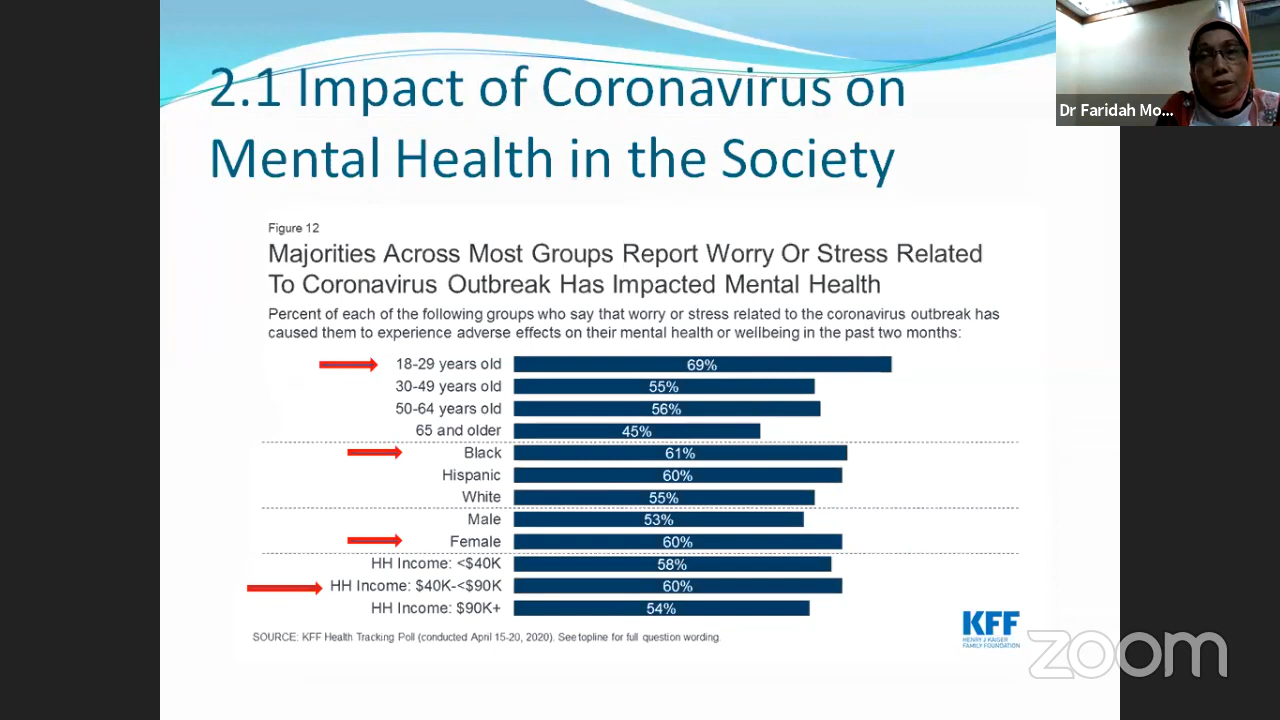 2.1 Impact of Coronavirus on
Mental Health in the Society
Dr Faridah Mo...
Figure 12
Majorities Across Most Groups Report Worry Or Stress Related
To Coronavirus Outbreak Has Impacted Mental Health
Percent of each of the following groups who say that worry or stress related to the coronavirus outbreak has
caused them to experience adverse effects on their mental health or wellbeing in the past two months:
18-29 years old 69%
30-49 years old 55%
50-64 years old 56%
65 and older 45%
Black 61%
Hispanic 60%
White 55%
Male 53%
Female 60%
HH Income: <$40K 58%
HH Income: $40K-<$90K 60%
HH Income: $90K+ 54%
SOURCE: KFF Health Tracking Poll (conducted April 15-20, 2020). See topline for full question wording.
KFF
HENRY J KAISER
FAMILY FOUNDATION
zoom